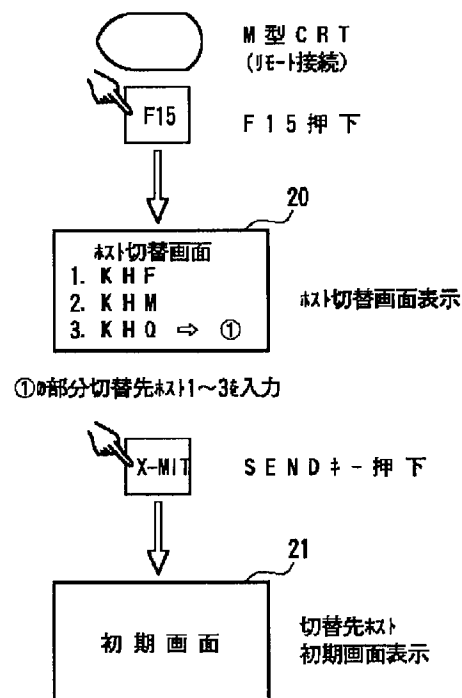 M型CRT
(リモート接続)
F15
F15押下
20
ホスト切替画面
1. KHF
2. KHM
3. KHQ ⇨ ①
ホスト切替画面表示
①の部分切替先ホスト1～3を入力
X-MIT
SENDキー押下
21
初期画面
切替先ホスト
初期画面表示